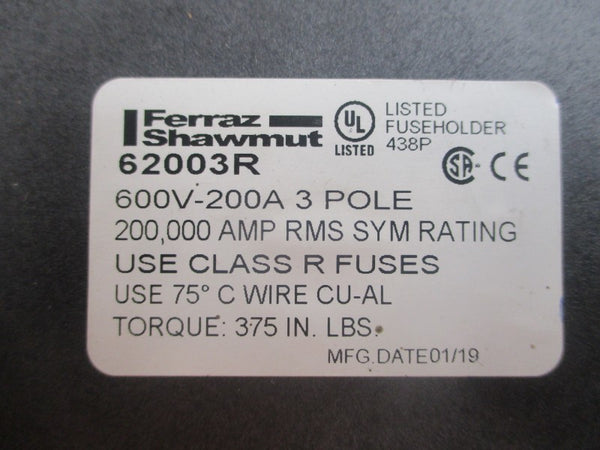 Ferraz
Shawmut
62003R
UL
LISTED
LISTED
FUSEHOLDER
438P
SA
CE
600V-200A 3 POLE
200,000 AMP RMS SYM RATING
USE CLASS R FUSES
USE 75° C WIRE CU-AL
TORQUE: 375 IN. LBS.
MFG.DATE01/19